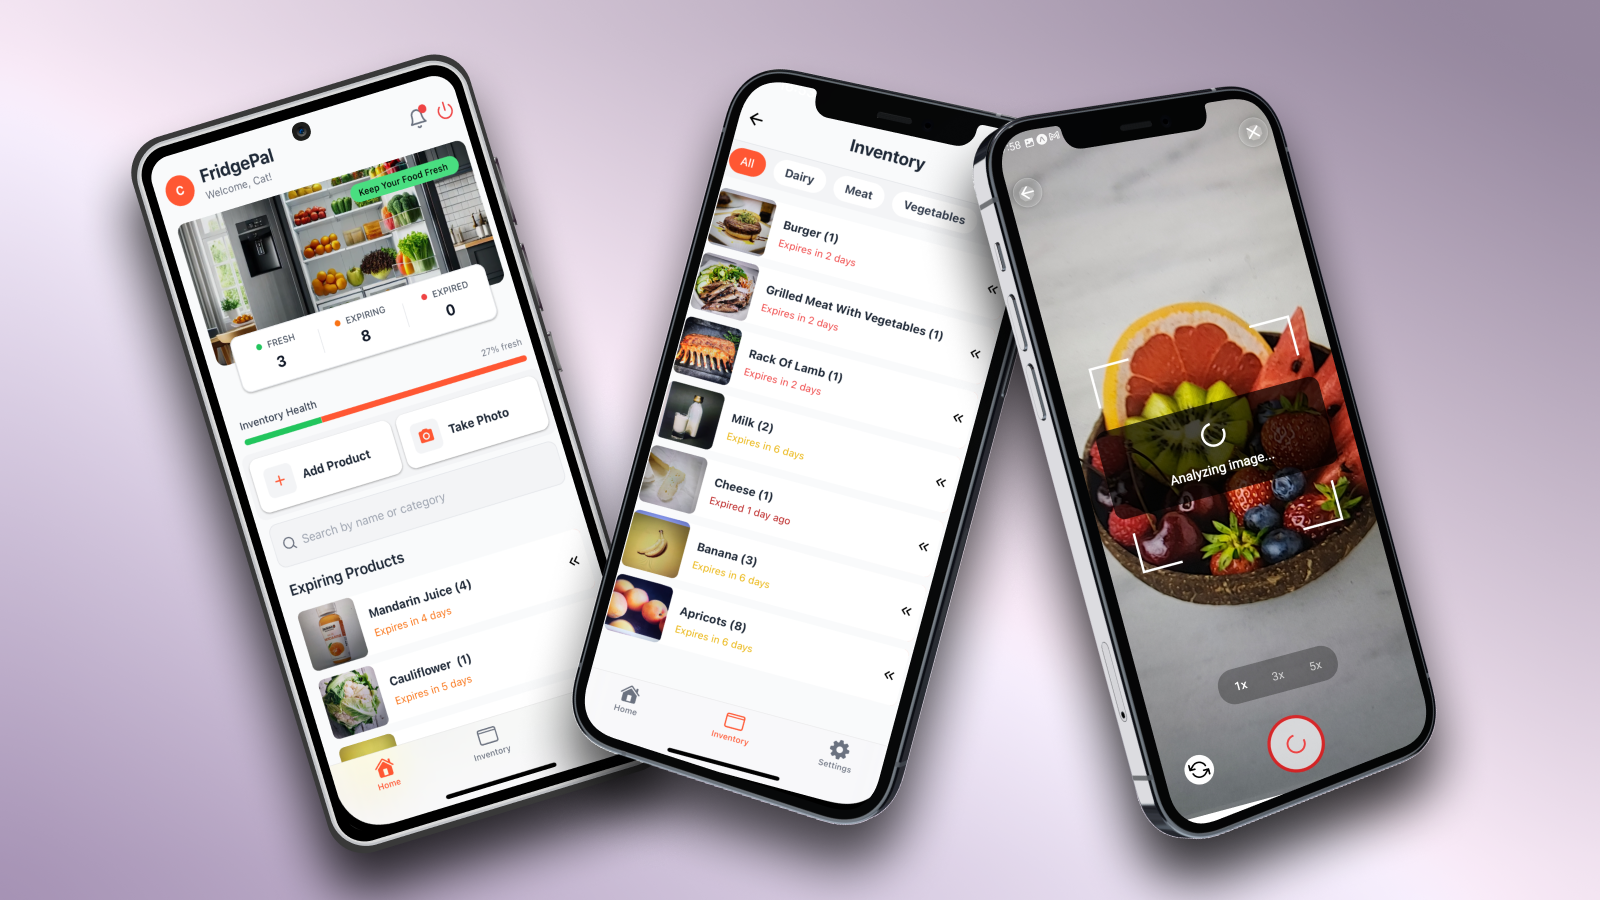 FridgePal
C
Welcome, Cat!
Keep Your Food Fresh
FRESH
3
EXPIRING
8
EXPIRED
0
Inventory Health
27% fresh
Add Product
Take Photo
Search by name or category
Expiring Products
Mandarin Juice (4)
Expires in 4 days
Cauliflower (1)
Expires in 5 days
Home
Inventory
Inventory
All
Dairy
Meat
Vegetables
Burger (1)
Expires in 2 days
Grilled Meat With Vegetables (1)
Expires in 2 days
Rack Of Lamb (1)
Expires in 2 days
Milk (2)
Expires in 6 days
Cheese (1)
Expired 1 day ago
Banana (3)
Expires in 6 days
Apricots (8)
Expires in 6 days
Home
Inventory
Settings
:58
Analyzing image...
1x
3x
5x